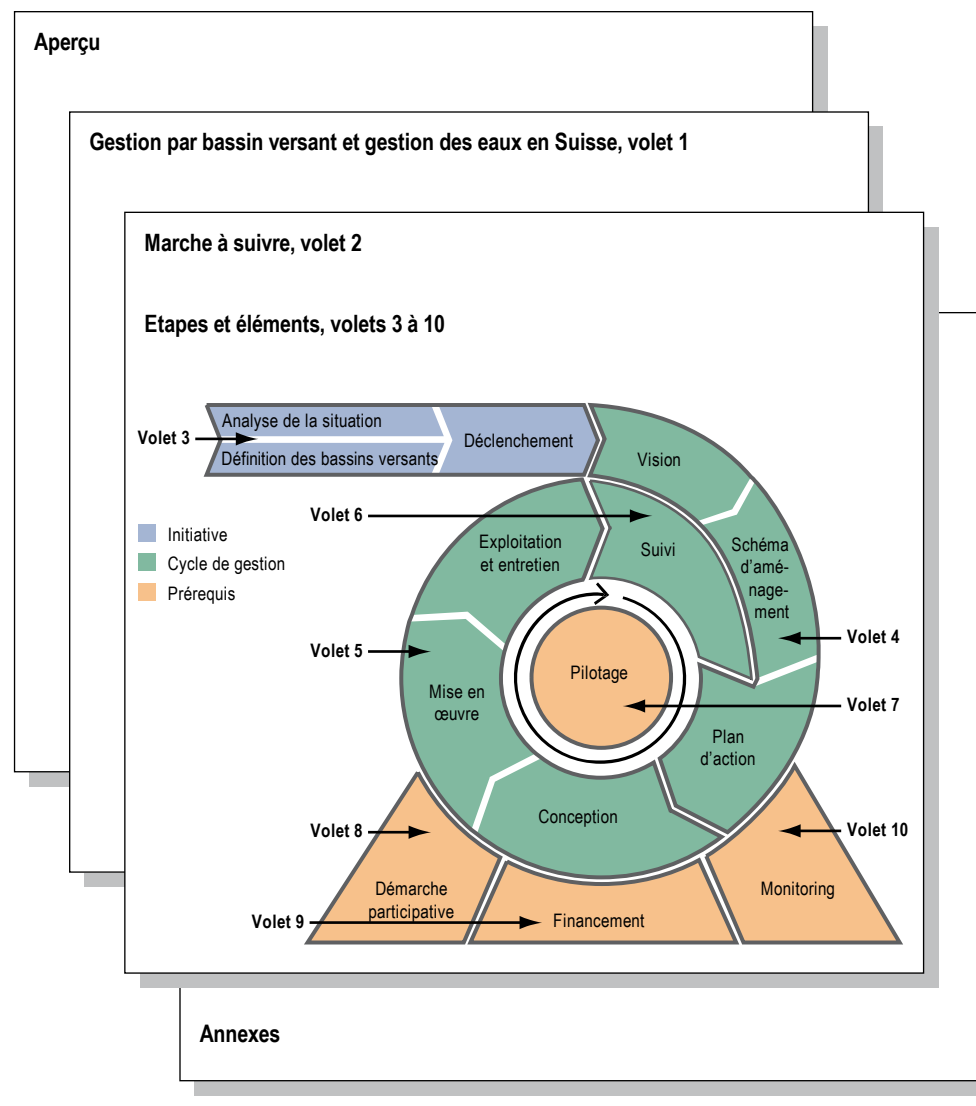 Aperçu
Gestion par bassin versant et gestion des eaux en Suisse, volet 1
Marche à suivre, volet 2
Etapes et éléments, volets 3 à 10
Volet 3
Analyse de la situation
Définition des bassins versants
Déclenchement
Vision
Volet 6
Initiative
Cycle de gestion
Prérequis
Exploitation
et entretien
Suivi
Schéma
d'amé-
nage-
ment
Volet 4
Volet 5
Mise en
œuvre
Pilotage
Volet 7
Plan
d'action
Conception
Volet 8
Volet 10
Démarche
participative
Monitoring
Volet 9
Financement
Annexes